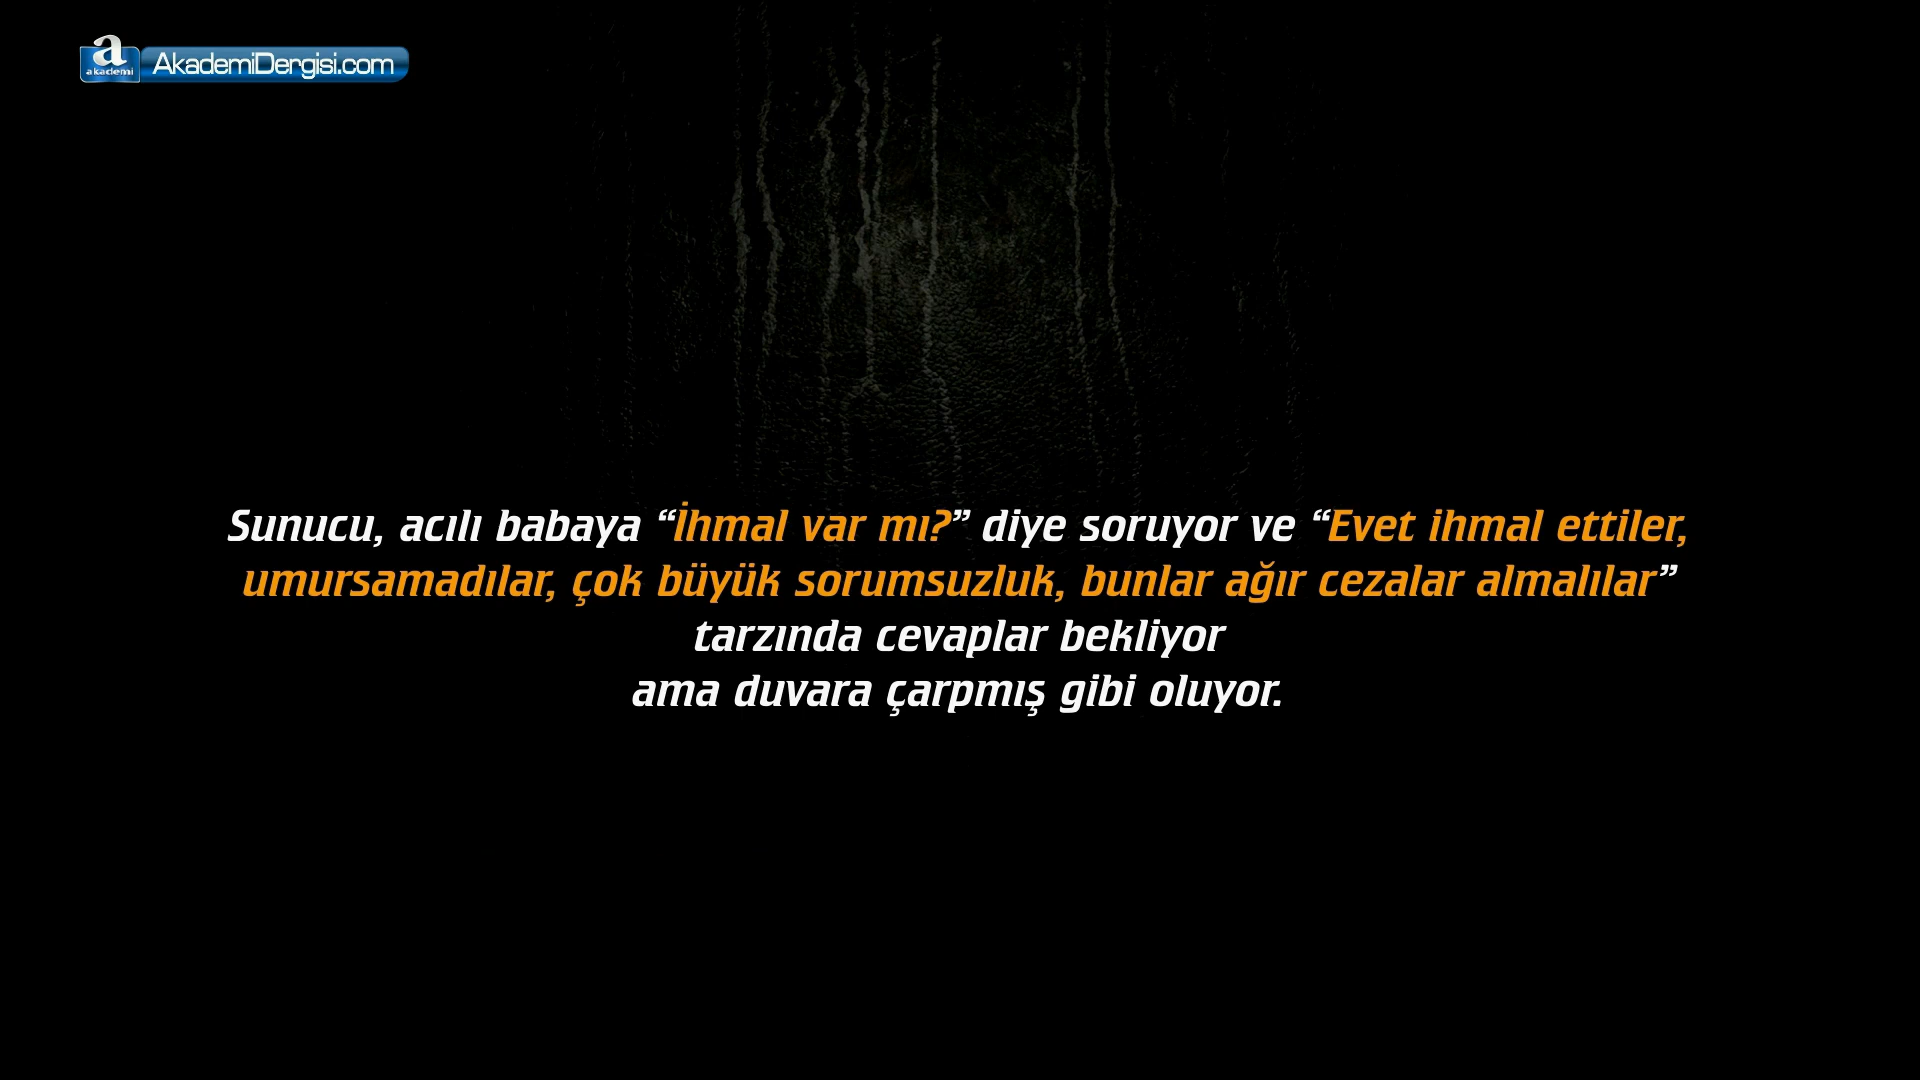 a
akademi
AkademiDergisi.com
Sunucu, acılı babaya “İhmal var mı?” diye soruyor ve “Evet ihmal ettiler,
umursamadılar, çok büyük sorumsuzluk, bunlar ağır cezalar almalılar”
tarzında cevaplar bekliyor
ama duvara çarpmış gibi oluyor.